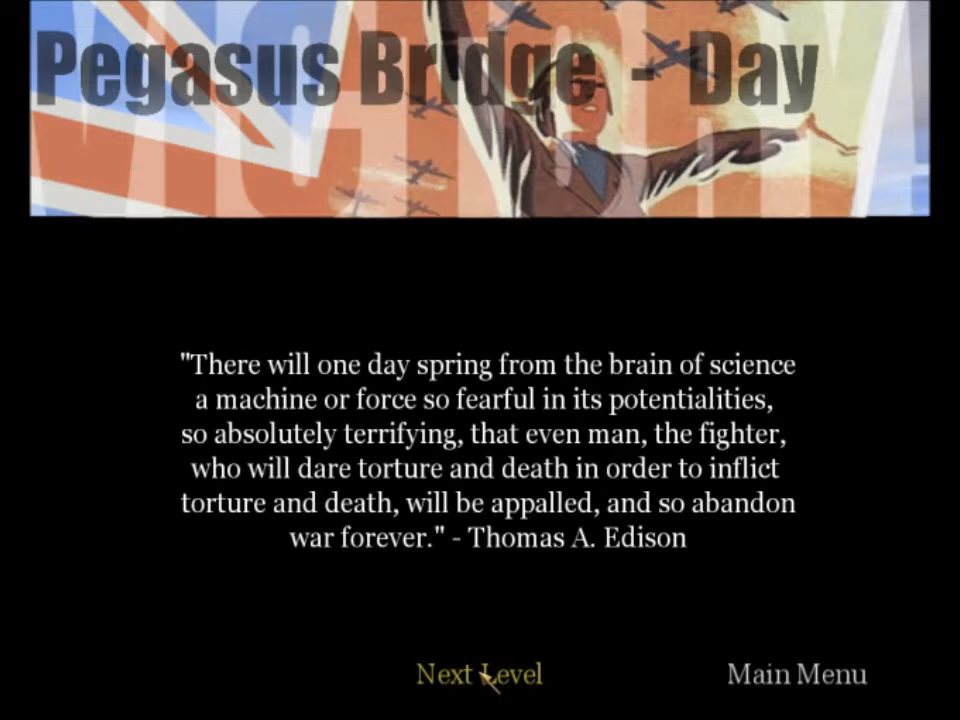 Pegasus Bridge - Day
"There will one day spring from the brain of science
a machine or force so fearful in its potentialities,
so absolutely terrifying, that even man, the fighter,
who will dare torture and death in order to inflict
torture and death, will be appalled, and so abandon
war forever." - Thomas A. Edison
Next Level
Main Menu